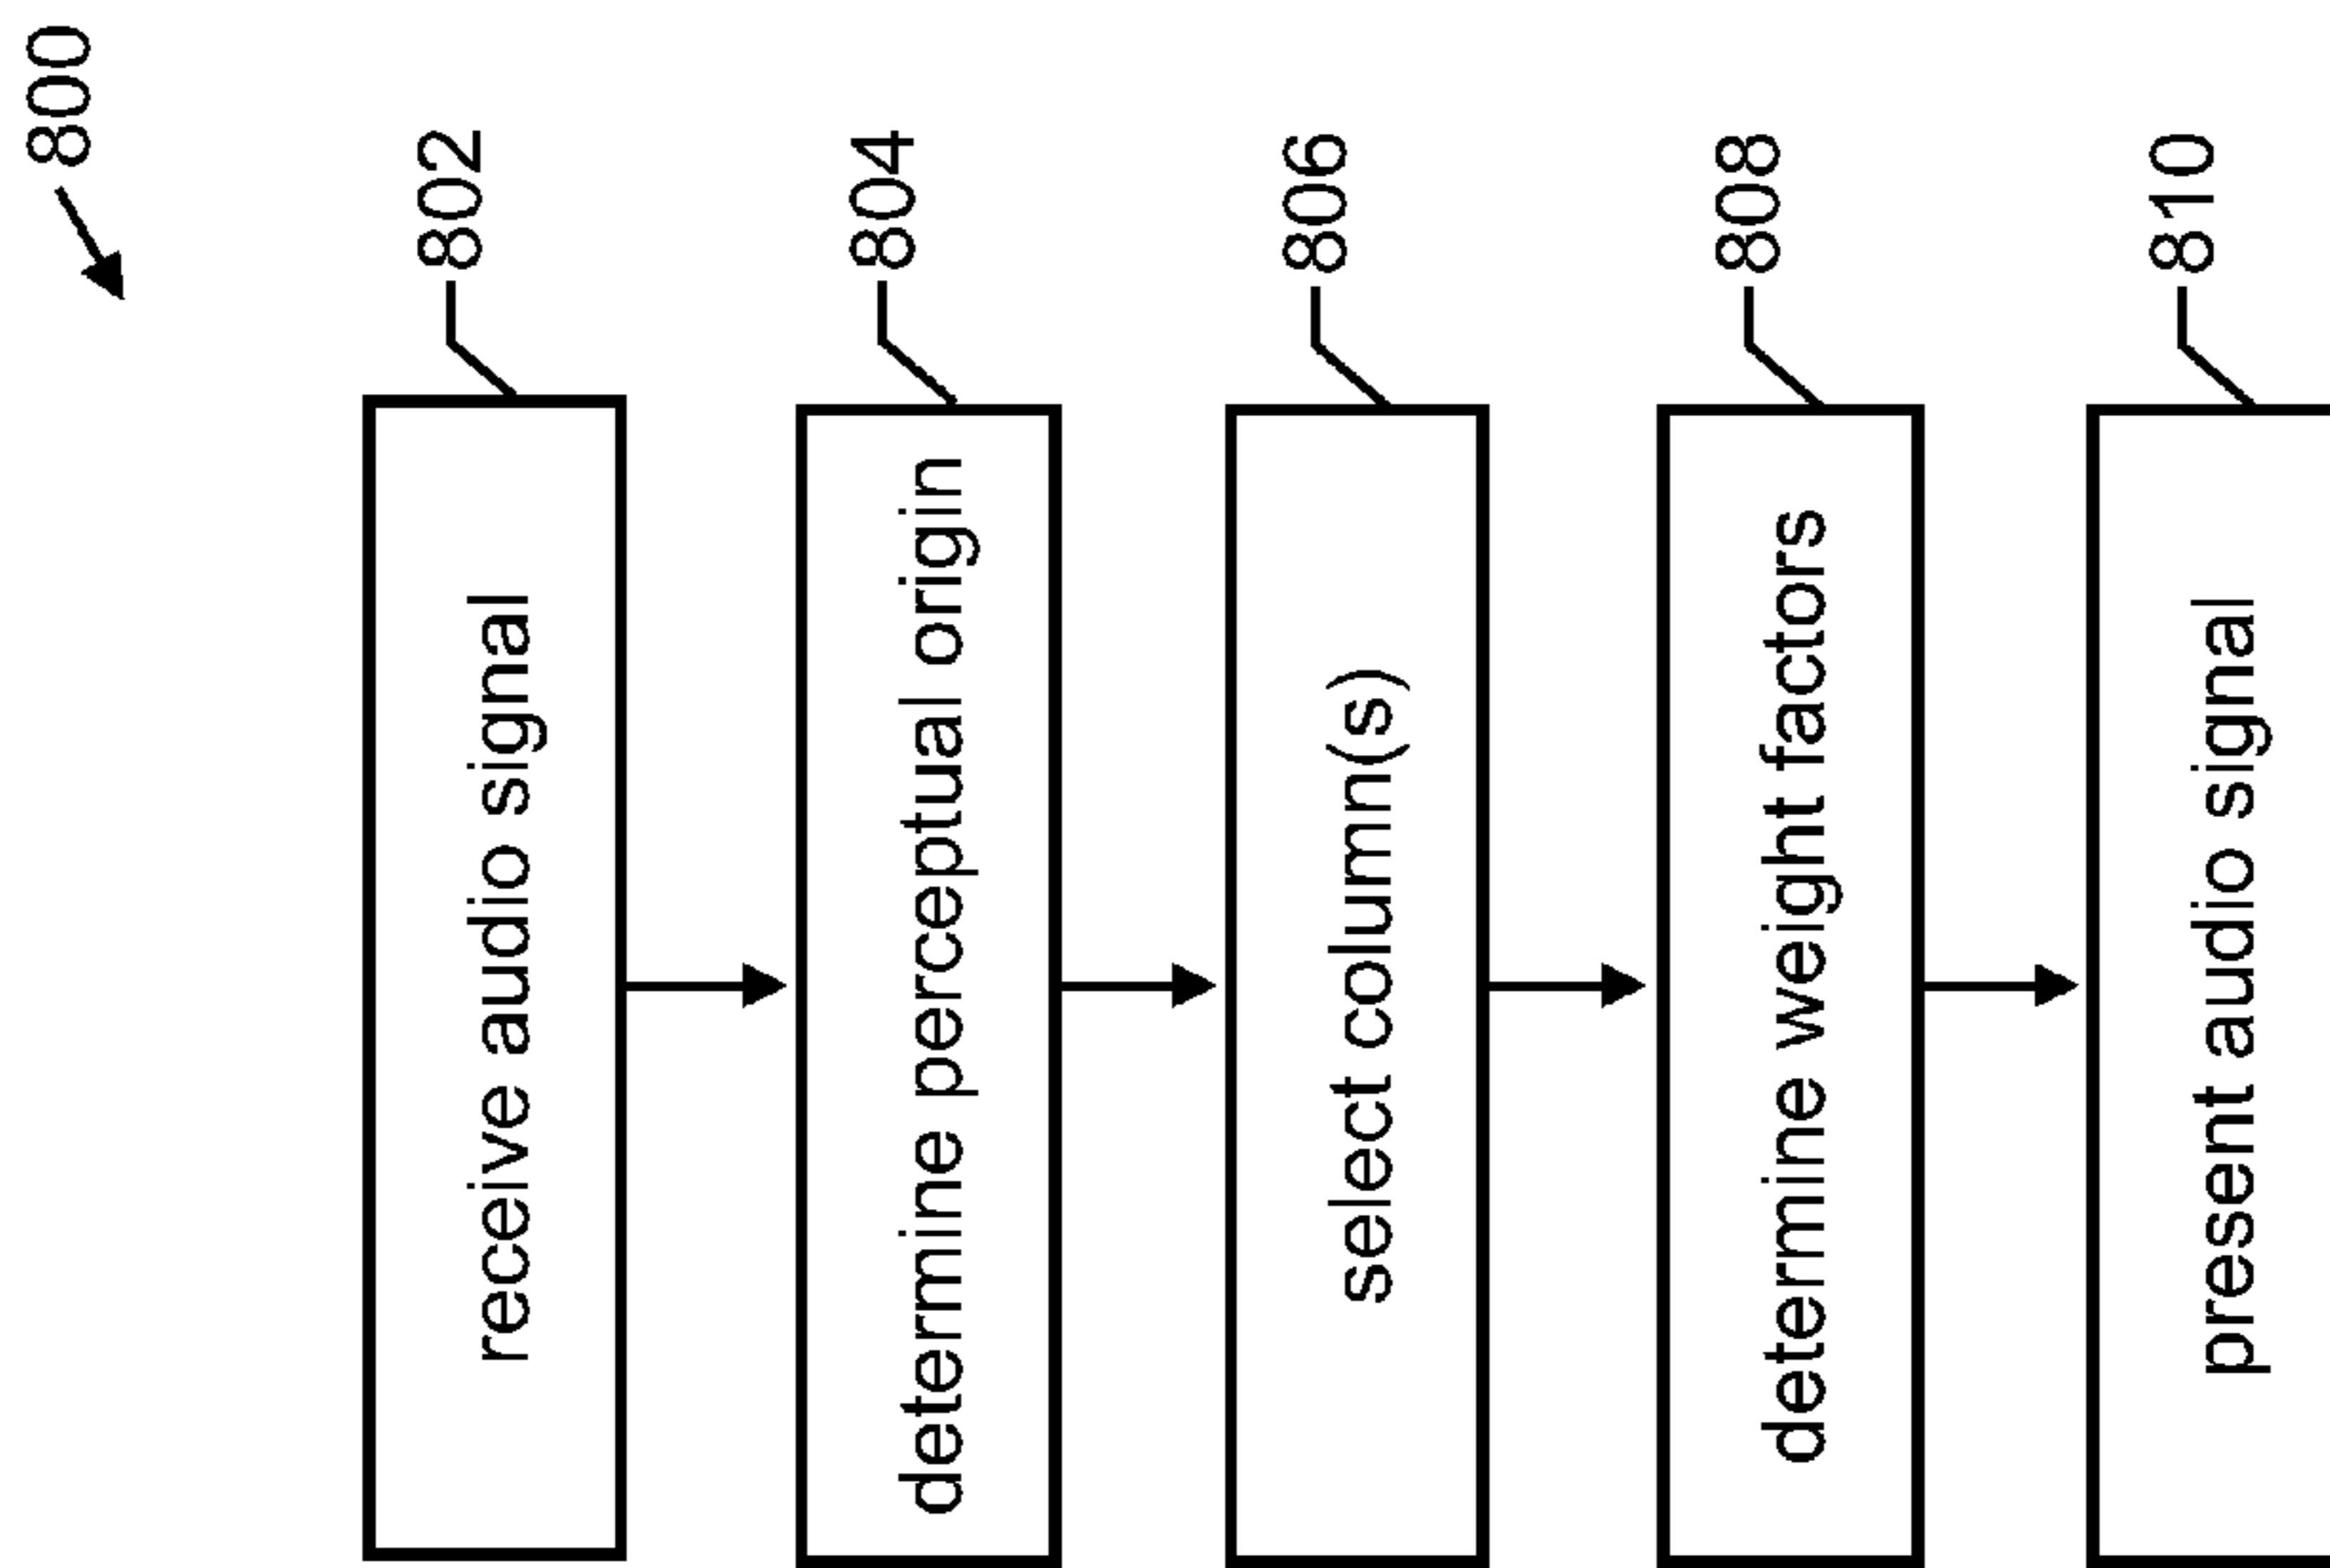 800
802
receive audio signal
804
determine perceptual origin
806
select column(s)
808
determine weight factors
810
present audio signal